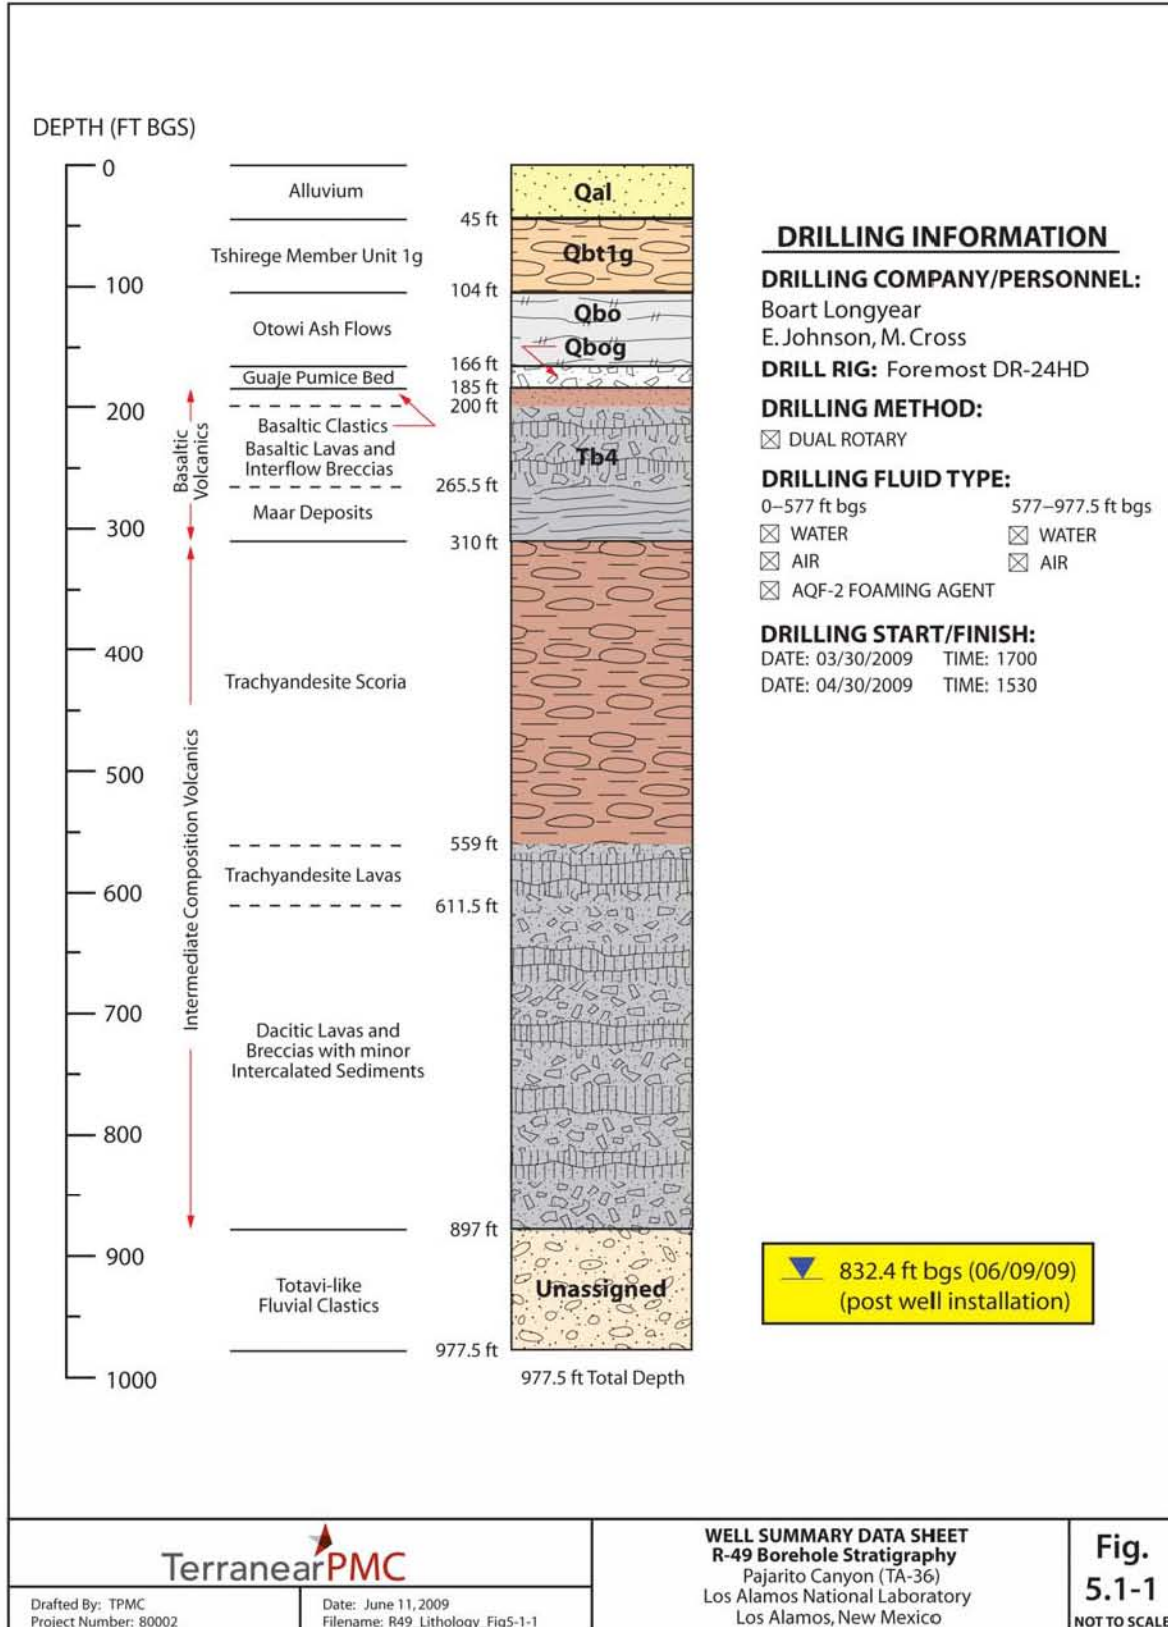 DEPTH (FT BGS)
0
100
200
300
400
500
600
700
800
900
1000
Basaltic
Volcanics
Intermediate Composition Volcanics
Alluvium
Tshirege Member Unit 1g
Otowi Ash Flows
Guaje Pumice Bed
Basaltic Clastics
Basaltic Lavas and
Interflow Breccias
Maar Deposits
Trachyandesite Scoria
Trachyandesite Lavas
Dacitic Lavas and
Breccias with minor
Intercalated Sediments
Totavi-like
Fluvial Clastics
45 ft
104 ft
166 ft
185 ft
200 ft
265.5 ft
310 ft
559 ft
611.5 ft
897 ft
977.5 ft
Qal
Qbt1g
Qbo
Qbog
Tb4
Unassigned
977.5 ft Total Depth
DRILLING INFORMATION
DRILLING COMPANY/PERSONNEL:
Boart Longyear
E. Johnson, M. Cross
DRILL RIG: Foremost DR-24HD
DRILLING METHOD:
DUAL ROTARY
DRILLING FLUID TYPE:
0–577 ft bgs 577–977.5 ft bgs
WATER WATER
AIR AIR
AQF-2 FOAMING AGENT
DRILLING START/FINISH:
DATE: 03/30/2009 TIME: 1700
DATE: 04/30/2009 TIME: 1530
832.4 ft bgs (06/09/09)
(post well installation)
TerranearPMC
Drafted By: TPMC
Project Number: 80002
Date: June 11, 2009
Filename: R49_Lithology_Fig5-1-1
WELL SUMMARY DATA SHEET
R-49 Borehole Stratigraphy
Pajarito Canyon (TA-36)
Los Alamos National Laboratory
Los Alamos, New Mexico
Fig.
5.1-1
NOT TO SCALE